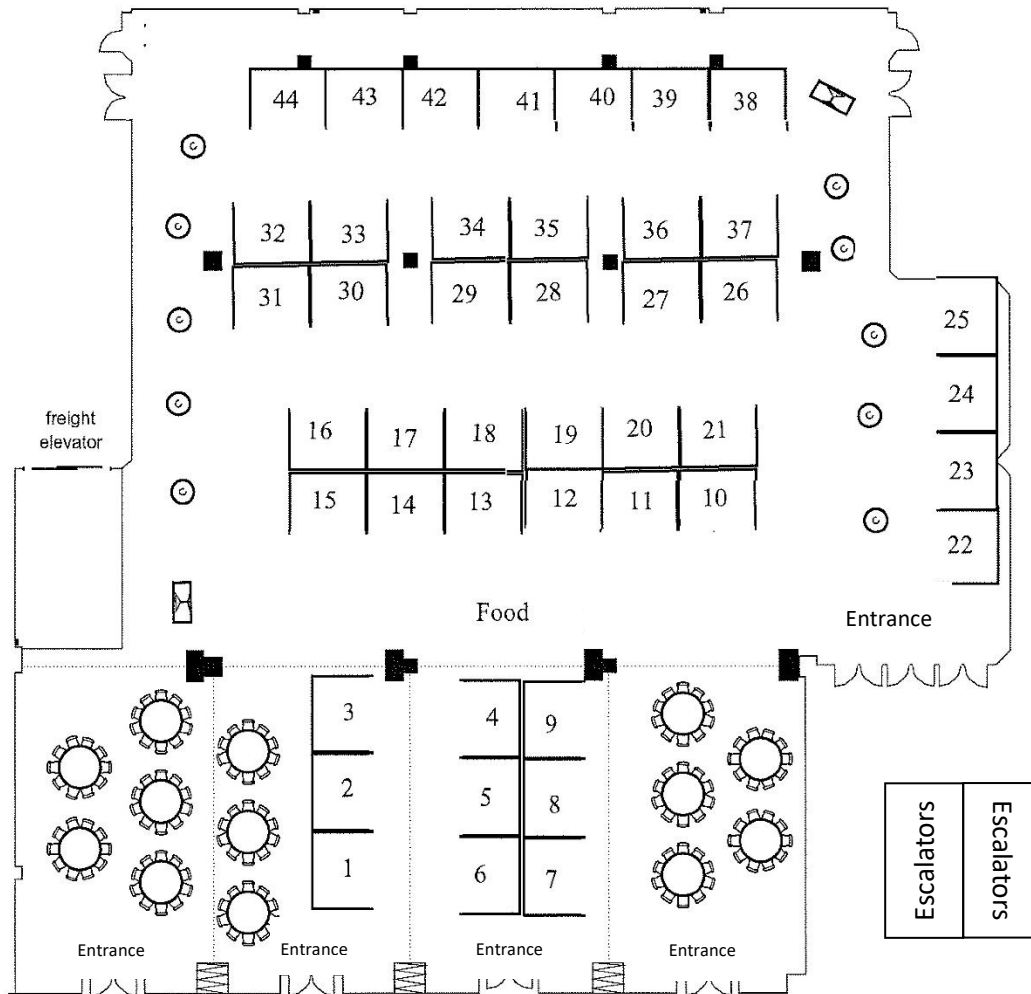 44 43 42 41 40 39 38
32 33 34 35 36 37
31 30 29 28 27 26
25
24
23
22
freight
elevator
16 17 18 19 20 21
15 14 13 12 11 10
C
C
C
C
C
C
C
C
C
C
Food
Entrance
3 4 9
2 5 8
1 6 7
Escalators
Escalators
Entrance Entrance Entrance Entrance